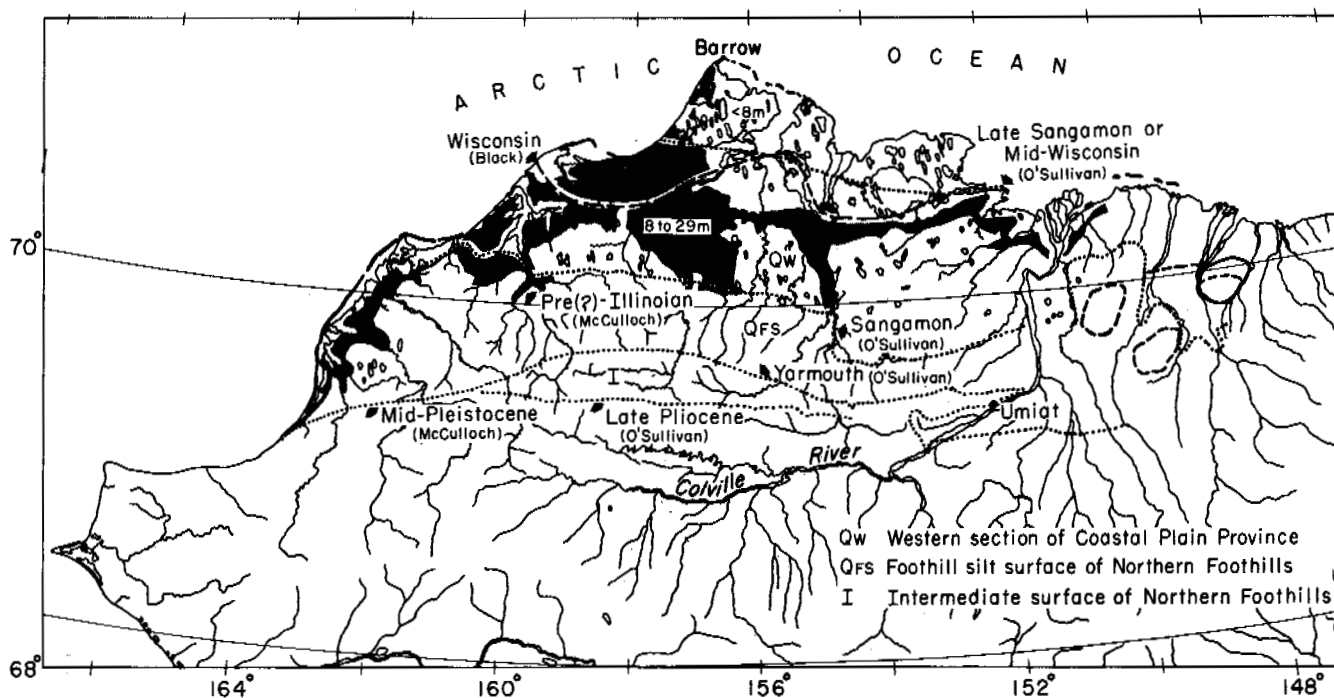 Barrow
ARCTIC OCEAN
<8m
Wisconsin
(Black)
Late Sangamon or
Mid-Wisconsin
(O'Sullivan)
70°
8 to 29m
Qw
Pre(?)-Illinoian
(McCulloch)
QFS
Sangamon
(O'Sullivan)
I
Yarmouth (O'Sullivan)
Mid-Pleistocene
(McCulloch)
Late Pliocene
(O'Sullivan)
Umiat
Colville River
Qw Western section of Coastal Plain Province
QFS Foothill silt surface of Northern Foothills
I Intermediate surface of Northern Foothills
68°
164° 160° 156° 152° 148°